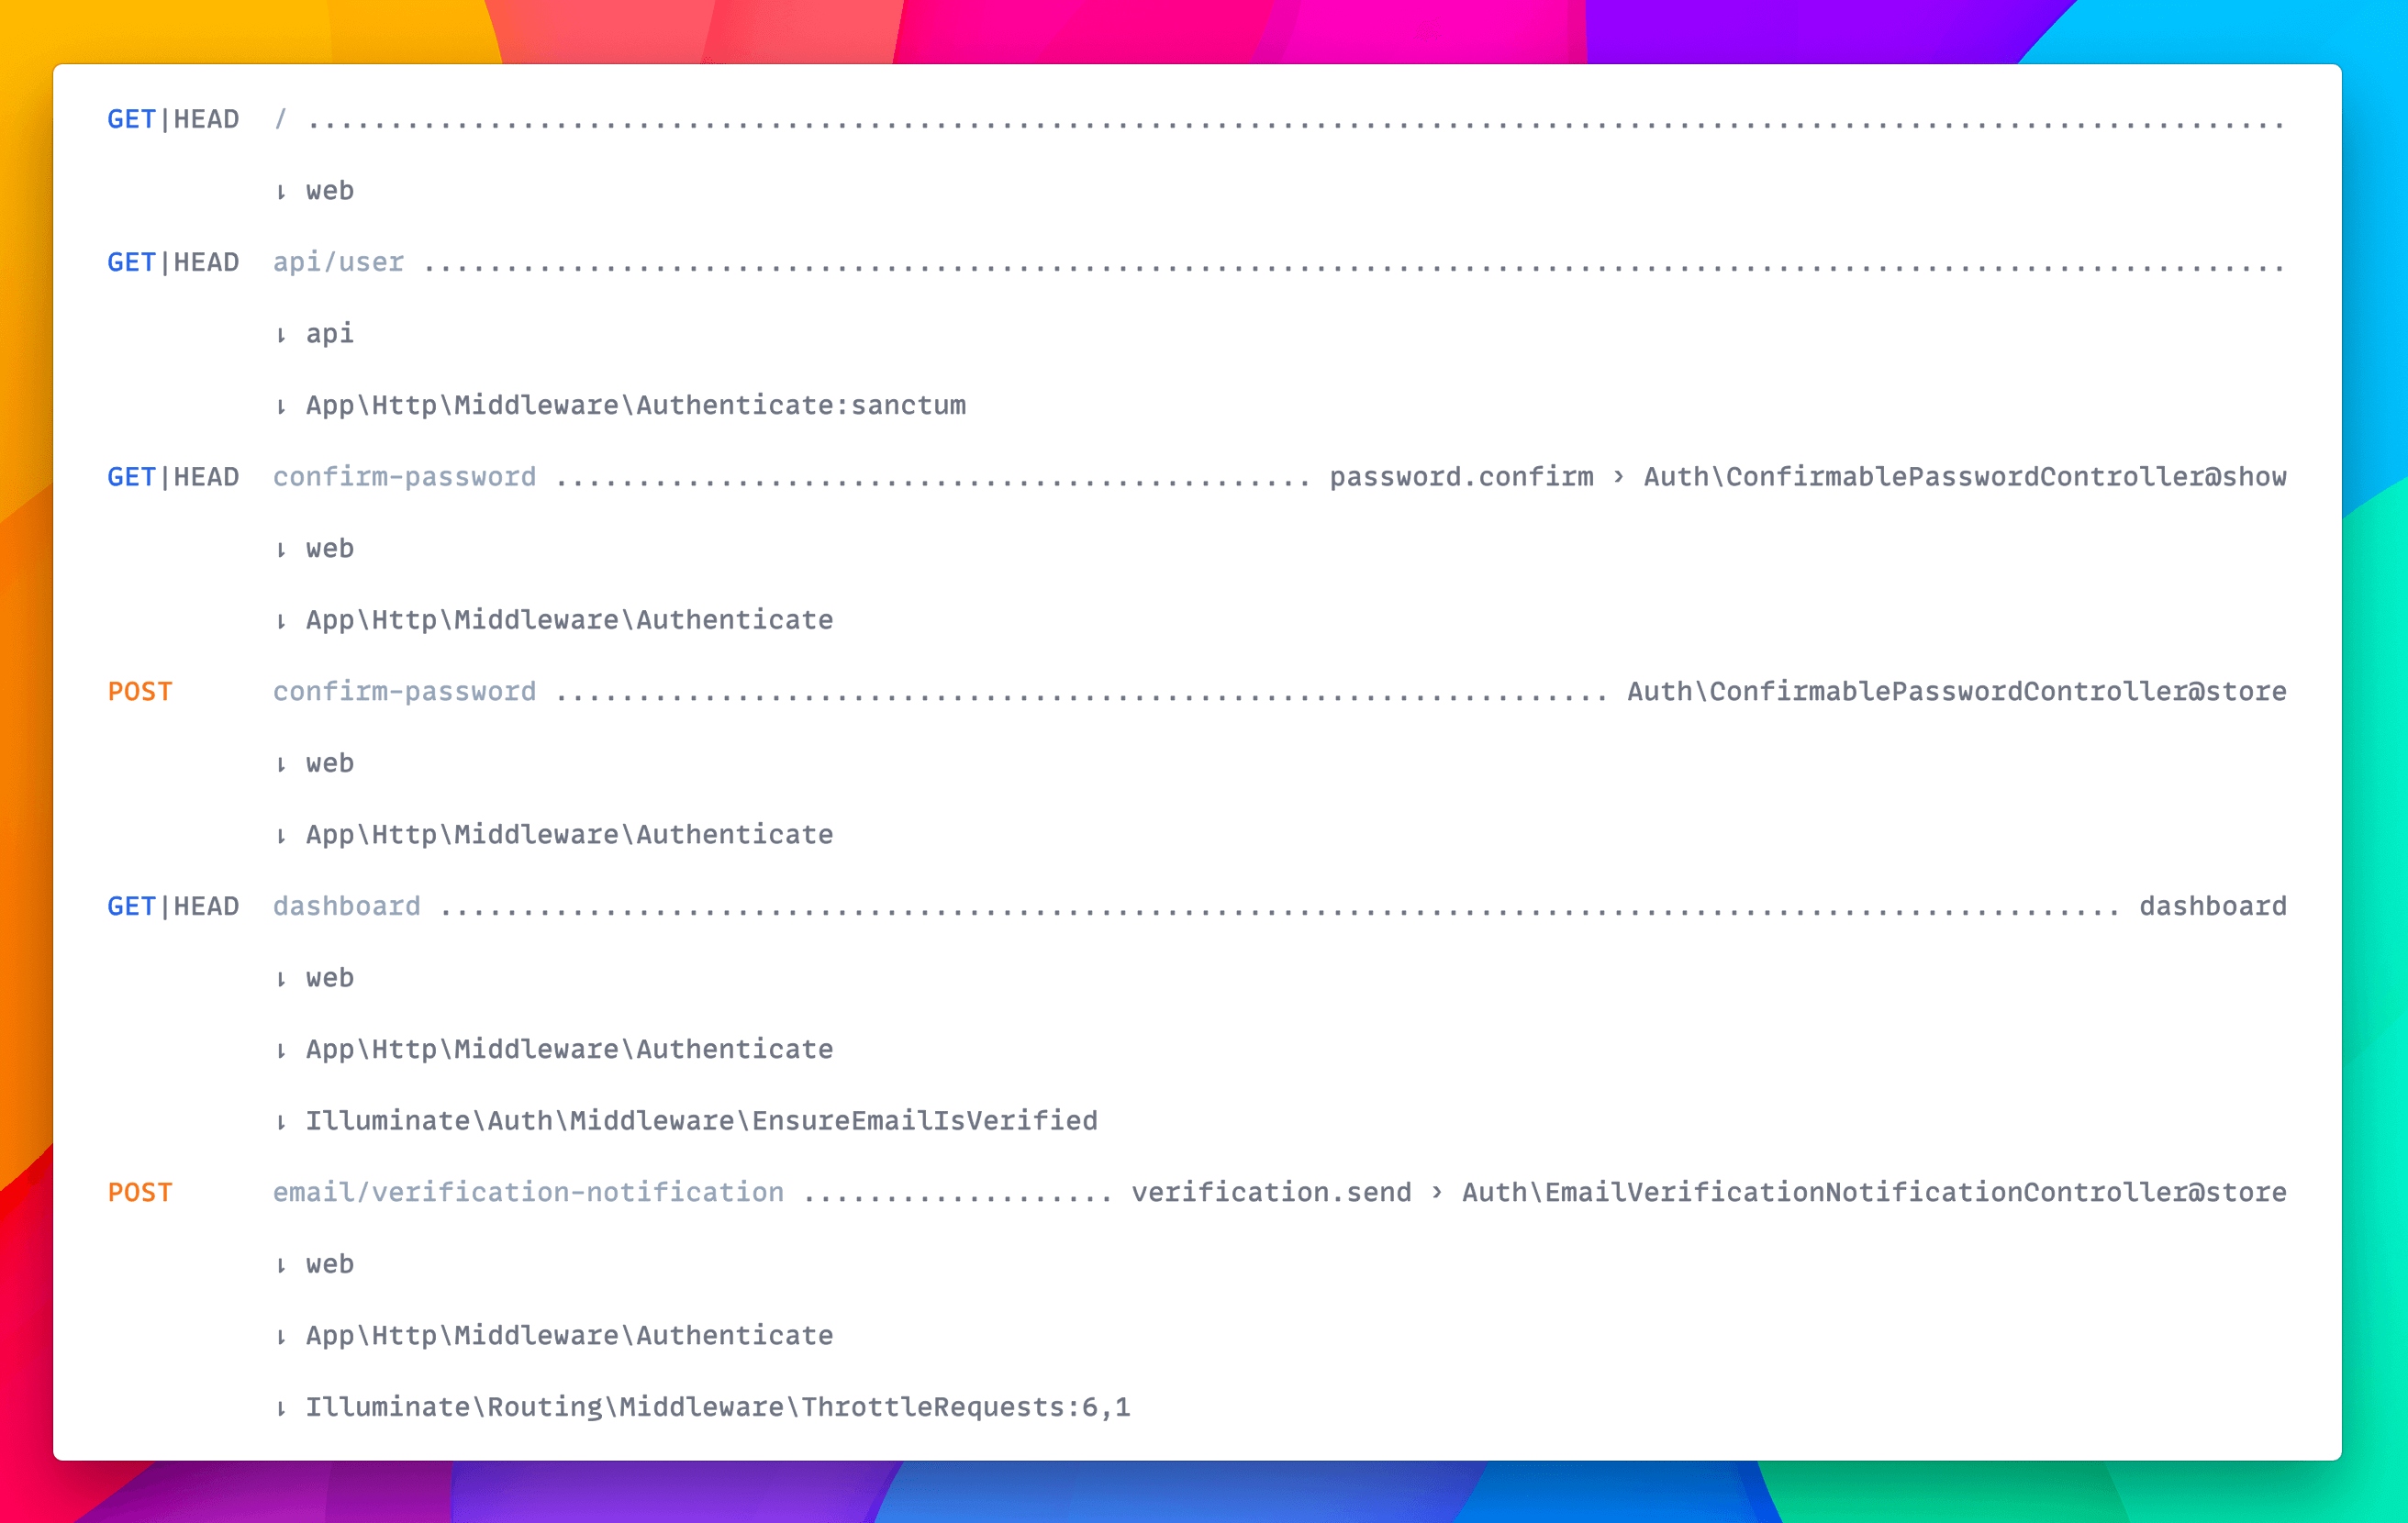 GET|HEAD / ........................................................................................................................
⇂ web
GET|HEAD api/user .................................................................................................................
⇂ api
⇂ App\Http\Middleware\Authenticate:sanctum
GET|HEAD confirm-password .............................................. password.confirm › Auth\ConfirmablePasswordController@show
⇂ web
⇂ App\Http\Middleware\Authenticate
POST confirm-password ................................................................ Auth\ConfirmablePasswordController@store
⇂ web
⇂ App\Http\Middleware\Authenticate
GET|HEAD dashboard ...................................................................................................... dashboard
⇂ web
⇂ App\Http\Middleware\Authenticate
⇂ Illuminate\Auth\Middleware\EnsureEmailIsVerified
POST email/verification-notification ................... verification.send › Auth\EmailVerificationNotificationController@store
⇂ web
⇂ App\Http\Middleware\Authenticate
⇂ Illuminate\Routing\Middleware\ThrottleRequests:6,1